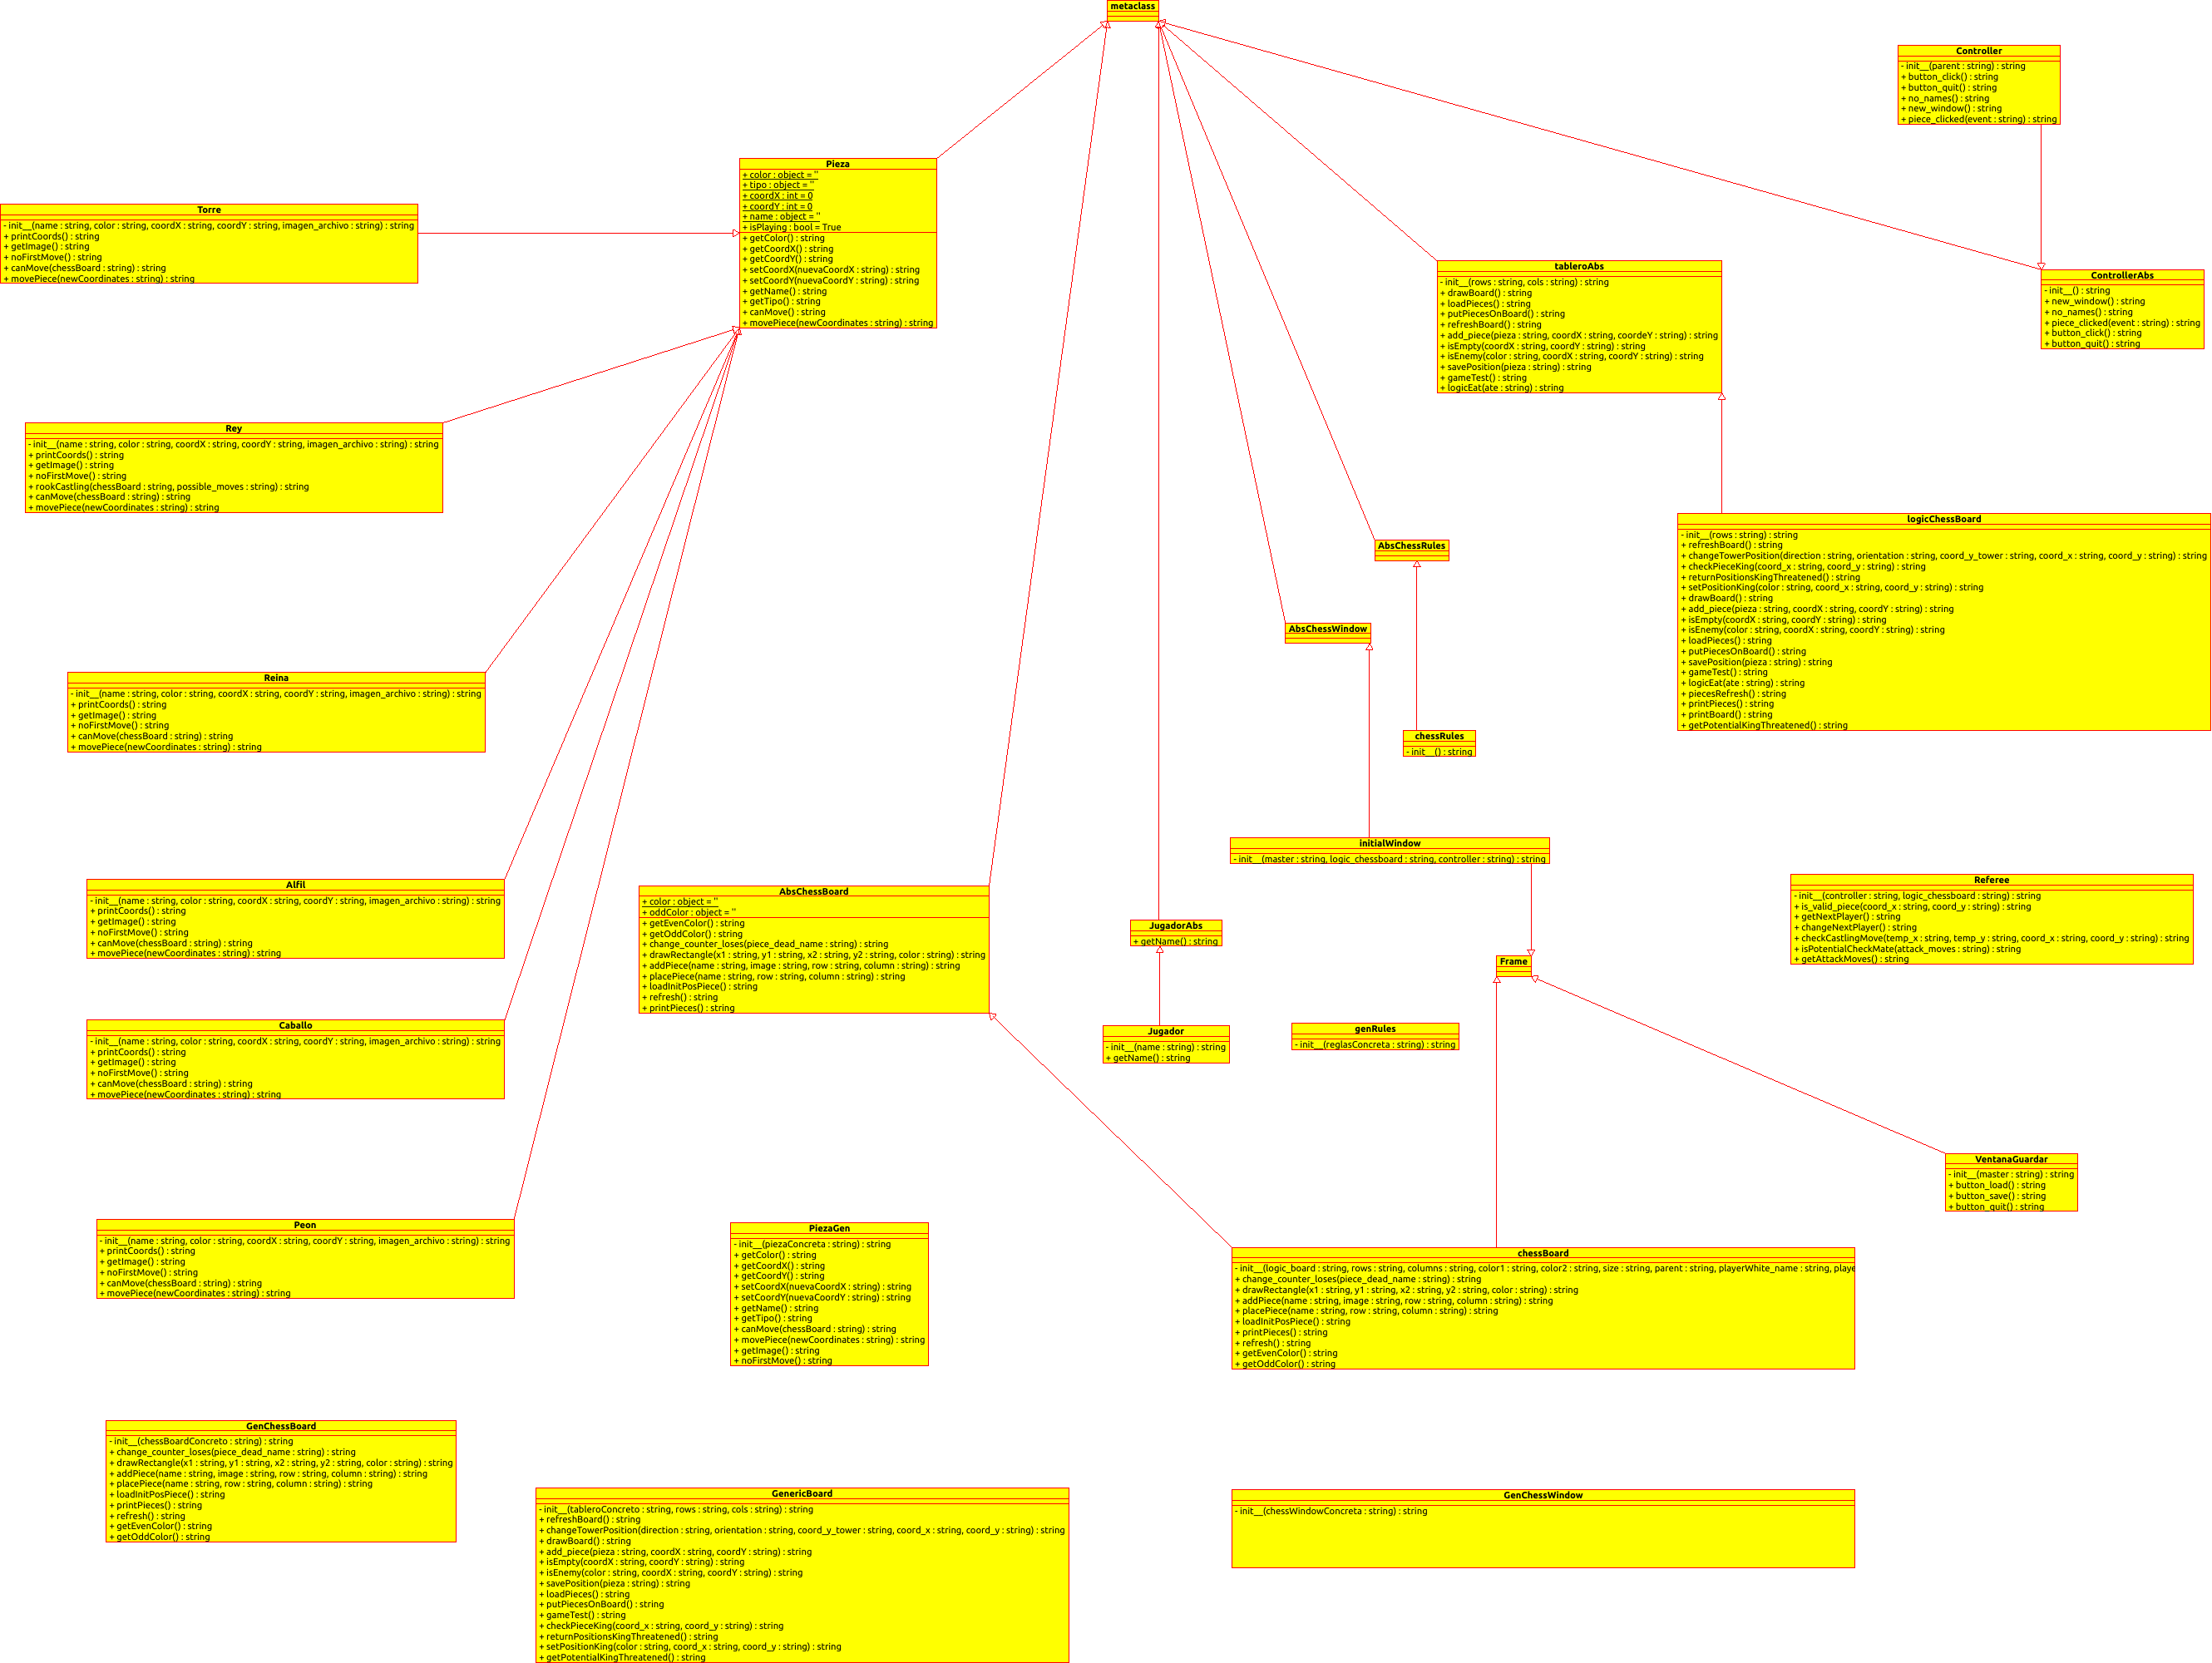 metaclass
Controller
- init__(parent : string) : string
+ button_click() : string
+ button_quit() : string
+ no_names() : string
+ new_window() : string
+ piece_clicked(event : string) : string
Pieza
+ color : object = ''
+ tipo : object = ''
+ coordX : int = 0
+ coordY : int = 0
+ name : object = ''
+ isPlaying : bool = True
+ getColor() : string
+ getCoordX() : string
+ getCoordY() : string
+ setCoordX(nuevaCoordX : string) : string
+ setCoordY(nuevaCoordY : string) : string
+ getName() : string
+ getTipo() : string
+ canMove() : string
+ movePiece(newCoordinates : string) : string
Torre
- init__(name : string, color : string, coordX : string, coordY : string, imagen_archivo : string) : string
+ printCoords() : string
+ getImage() : string
+ noFirstMove() : string
+ canMove(chessBoard : string) : string
+ movePiece(newCoordinates : string) : string
tableroAbs
- init__(rows : string, cols : string) : string
+ drawBoard() : string
+ loadPieces() : string
+ putPiecesOnBoard() : string
+ refreshBoard() : string
+ add_piece(pieza : string, coordX : string, coordeY : string) : string
+ isEmpty(coordX : string, coordY : string) : string
+ isEnemy(color : string, coordX : string, coordY : string) : string
+ savePosition(pieza : string) : string
+ gameTest() : string
+ logicEat(ate : string) : string
ControllerAbs
- init__() : string
+ new_window() : string
+ no_names() : string
+ piece_clicked(event : string) : string
+ button_click() : string
+ button_quit() : string
Rey
- init__(name : string, color : string, coordX : string, coordY : string, imagen_archivo : string) : string
+ printCoords() : string
+ getImage() : string
+ noFirstMove() : string
+ rookCastling(chessBoard : string, possible_moves : string) : string
+ canMove(chessBoard : string) : string
+ movePiece(newCoordinates : string) : string
logicChessBoard
- init__(rows : string) : string
+ refreshBoard() : string
+ changeTowerPosition(direction : string, orientation : string, coord_y_tower : string, coord_x : string, coord_y : string) : string
+ checkPieceKing(coord_x : string, coord_y : string) : string
+ returnPositionsKingThreatened() : string
+ setPositionKing(color : string, coord_x : string, coord_y : string) : string
+ drawBoard() : string
+ add_piece(pieza : string, coordX : string, coordY : string) : string
+ isEmpty(coordX : string, coordY : string) : string
+ isEnemy(color : string, coordX : string, coordY : string) : string
+ loadPieces() : string
+ putPiecesOnBoard() : string
+ savePosition(pieza : string) : string
+ gameTest() : string
+ logicEat(ate : string) : string
+ piecesRefresh() : string
+ printPieces() : string
+ printBoard() : string
+ getPotentialKingThreatened() : string
AbsChessRules
AbsChessWindow
Reina
- init__(name : string, color : string, coordX : string, coordY : string, imagen_archivo : string) : string
+ printCoords() : string
+ getImage() : string
+ noFirstMove() : string
+ canMove(chessBoard : string) : string
+ movePiece(newCoordinates : string) : string
chessRules
- init__() : string
initialWindow
- init__(master : string, logic_chessboard : string, controller : string) : string
Alfil
- init__(name : string, color : string, coordX : string, coordY : string, imagen_archivo : string) : string
+ printCoords() : string
+ getImage() : string
+ noFirstMove() : string
+ canMove(chessBoard : string) : string
+ movePiece(newCoordinates : string) : string
AbsChessBoard
+ color : object = ''
+ oddColor : object = ''
+ getEvenColor() : string
+ getOddColor() : string
+ change_counter_loses(piece_dead_name : string) : string
+ drawRectangle(x1 : string, y1 : string, x2 : string, y2 : string, color : string) : string
+ addPiece(name : string, image : string, row : string, column : string) : string
+ placePiece(name : string, row : string, column : string) : string
+ loadInitPosPiece() : string
+ refresh() : string
+ printPieces() : string
JugadorAbs
+ getName() : string
Referee
- init__(controller : string, logic_chessboard : string) : string
+ is_valid_piece(coord_x : string, coord_y : string) : string
+ getNextPlayer() : string
+ changeNextPlayer() : string
+ checkCastlingMove(temp_x : string, temp_y : string, coord_x : string, coord_y : string) : string
+ isPotentialCheckMate(attack_moves : string) : string
+ getAttackMoves() : string
Frame
Caballo
- init__(name : string, color : string, coordX : string, coordY : string, imagen_archivo : string) : string
+ printCoords() : string
+ getImage() : string
+ noFirstMove() : string
+ canMove(chessBoard : string) : string
+ movePiece(newCoordinates : string) : string
Jugador
- init__(name : string) : string
+ getName() : string
genRules
- init__(reglasConcreta : string) : string
VentanaGuardar
- init__(master : string) : string
+ button_load() : string
+ button_save() : string
+ button_quit() : string
Peon
- init__(name : string, color : string, coordX : string, coordY : string, imagen_archivo : string) : string
+ printCoords() : string
+ getImage() : string
+ noFirstMove() : string
+ canMove(chessBoard : string) : string
+ movePiece(newCoordinates : string) : string
PiezaGen
- init__(piezaConcreta : string) : string
+ getColor() : string
+ getCoordX() : string
+ getCoordY() : string
+ setCoordX(nuevaCoordX : string) : string
+ setCoordY(nuevaCoordY : string) : string
+ getName() : string
+ getTipo() : string
+ canMove(chessBoard : string) : string
+ movePiece(newCoordinates : string) : string
+ getImage() : string
+ noFirstMove() : string
chessBoard
- init__(logic_board : string, rows : string, columns : string, color1 : string, color2 : string, size : string, parent : string, playerWhite_name : string, playe
+ change_counter_loses(piece_dead_name : string) : string
+ drawRectangle(x1 : string, y1 : string, x2 : string, y2 : string, color : string) : string
+ addPiece(name : string, image : string, row : string, column : string) : string
+ placePiece(name : string, row : string, column : string) : string
+ loadInitPosPiece() : string
+ printPieces() : string
+ refresh() : string
+ getEvenColor() : string
+ getOddColor() : string
GenChessBoard
- init__(chessBoardConcreto : string) : string
+ change_counter_loses(piece_dead_name : string) : string
+ drawRectangle(x1 : string, y1 : string, x2 : string, y2 : string, color : string) : string
+ addPiece(name : string, image : string, row : string, column : string) : string
+ placePiece(name : string, row : string, column : string) : string
+ loadInitPosPiece() : string
+ printPieces() : string
+ refresh() : string
+ getEvenColor() : string
+ getOddColor() : string
GenericBoard
- init__(tableroConcreto : string, rows : string, cols : string) : string
+ refreshBoard() : string
+ changeTowerPosition(direction : string, orientation : string, coord_y_tower : string, coord_x : string, coord_y : string) : string
+ drawBoard() : string
+ add_piece(pieza : string, coordX : string, coordY : string) : string
+ isEmpty(coordX : string, coordY : string) : string
+ isEnemy(color : string, coordX : string, coordY : string) : string
+ savePosition(pieza : string) : string
+ loadPieces() : string
+ putPiecesOnBoard() : string
+ gameTest() : string
+ checkPieceKing(coord_x : string, coord_y : string) : string
+ returnPositionsKingThreatened() : string
+ setPositionKing(color : string, coord_x : string, coord_y : string) : string
+ getPotentialKingThreatened() : string
GenChessWindow
- init__(chessWindowConcreta : string) : string